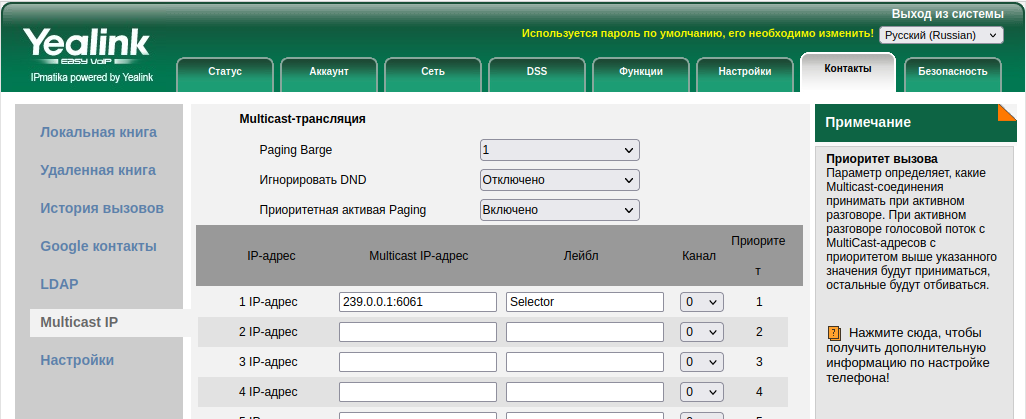 Выход из системы
Используется пароль по умолчанию, его необходимо изменить! Русский (Russian)
Yealink
EASY VoIP
IPmatika powered by Yealink
Статус Аккаунт Сеть DSS Функции Настройки Контакты Безопасность
Локальная книга
Удаленная книга
История вызовов
Google контакты
LDAP
Multicast IP
Настройки
Multicast-трансляция
Paging Barge 1
Игнорировать DND Отключено
Приоритетная активая Paging Включено
IP-адрес Multicast IP-адрес Лейбл Канал Приорите
т
1 IP-адрес 239.0.0.1:6061 Selector 0 1
2 IP-адрес 0 2
3 IP-адрес 0 3
4 IP-адрес 0 4
Примечание
Приоритет вызова
Параметр определяет, какие
Multicast-соединения
принимать при активном
разговоре. При активном
разговоре голосовой поток с
MultiCast-адресов с
приоритетом выше указанного
значения будут приниматься,
остальные будут отбиваться.
Нажмите сюда, чтобы
получить дополнительную
информацию по настройке
телефона!